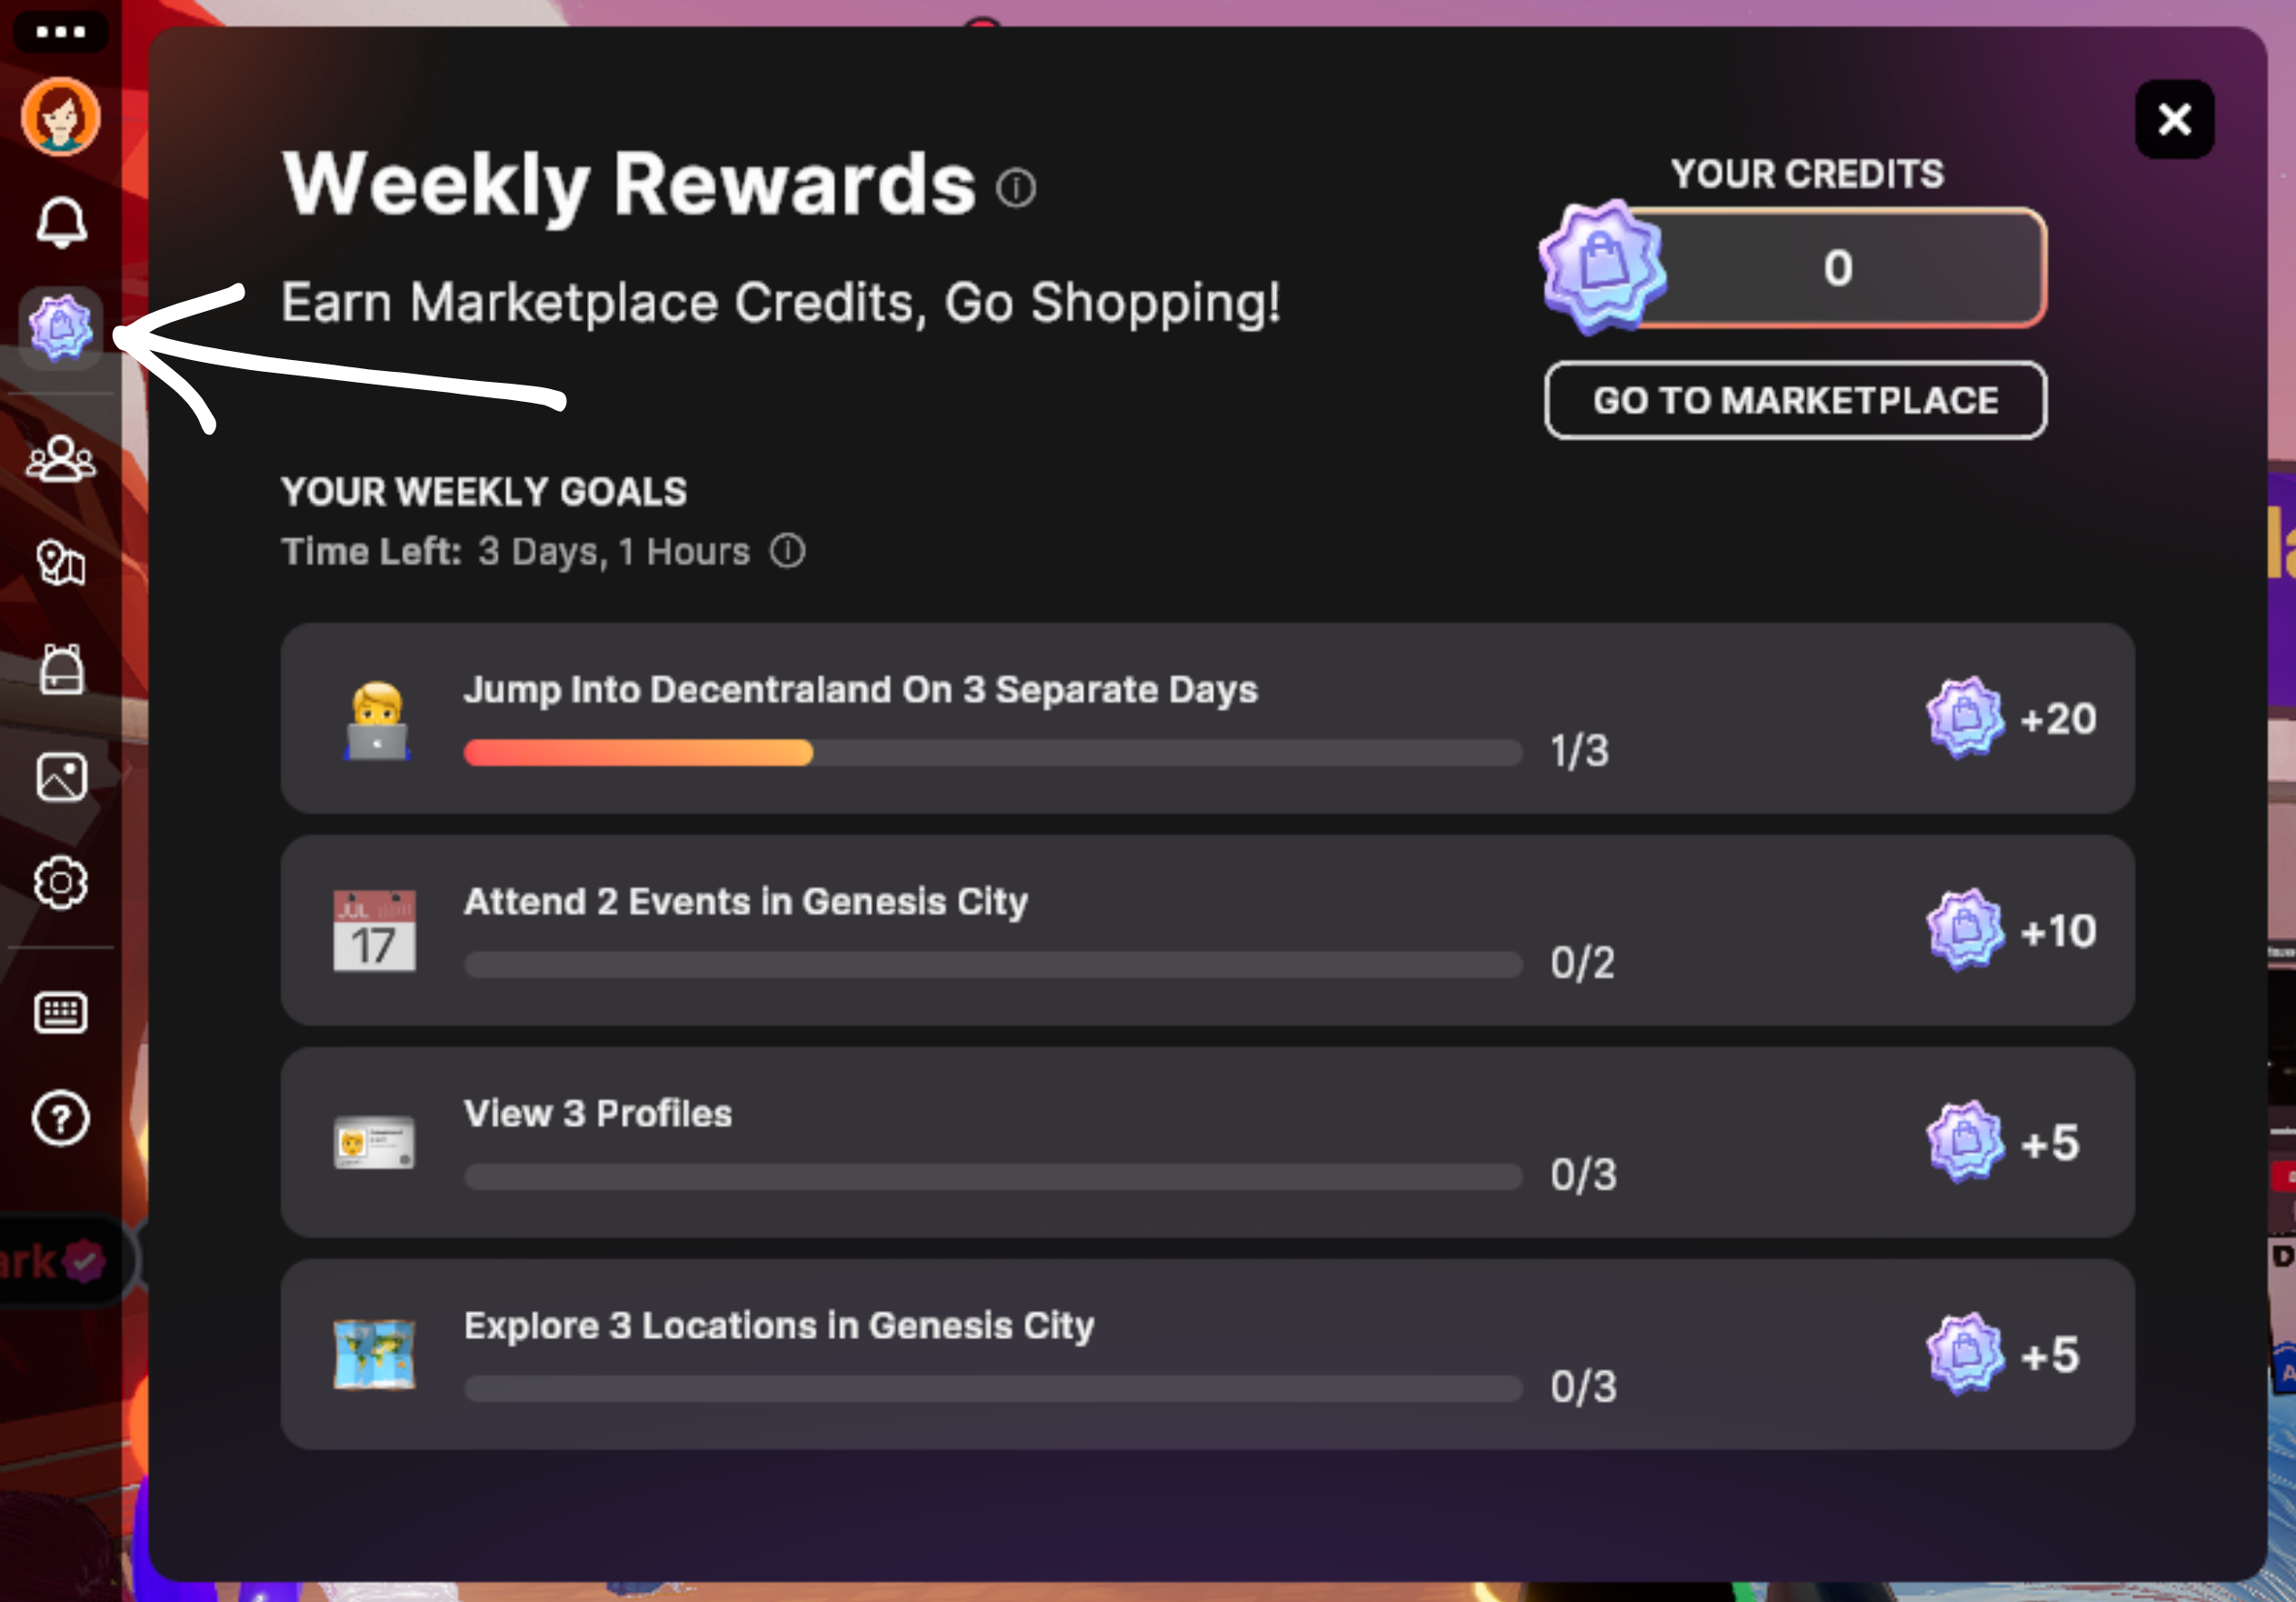 Weekly Rewards
Earn Marketplace Credits, Go Shopping!
YOUR CREDITS
0
GO TO MARKETPLACE
YOUR WEEKLY GOALS
Time Left: 3 Days, 1 Hours
Jump Into Decentraland On 3 Separate Days
1/3
+20
JUL
17
Attend 2 Events in Genesis City
0/2
+10
View 3 Profiles
0/3
+5
Explore 3 Locations in Genesis City
0/3
+5
ark